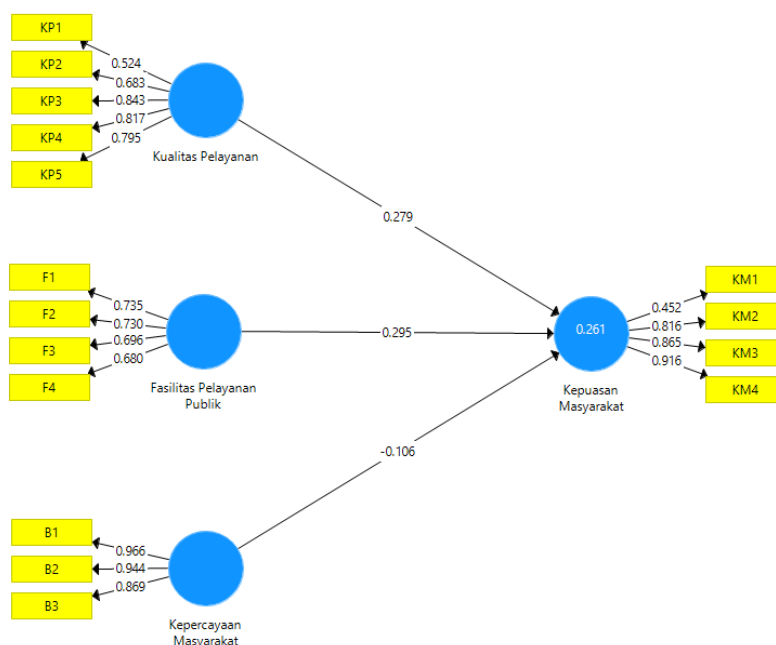 KP1
KP2
KP3
KP4
KP5
0.524
0.683
0.843
0.817
0.795
Kualitas Pelayanan
0.279
F1
F2
F3
F4
0.735
0.730
0.696
0.680
Fasilitas Pelayanan
Publik
0.295
0.261
Kepuasan
Masyarakat
0.452
0.816
0.865
0.916
KM1
KM2
KM3
KM4
-0.106
B1
B2
B3
0.966
0.944
0.869
Kepercayaan
Masyarakat